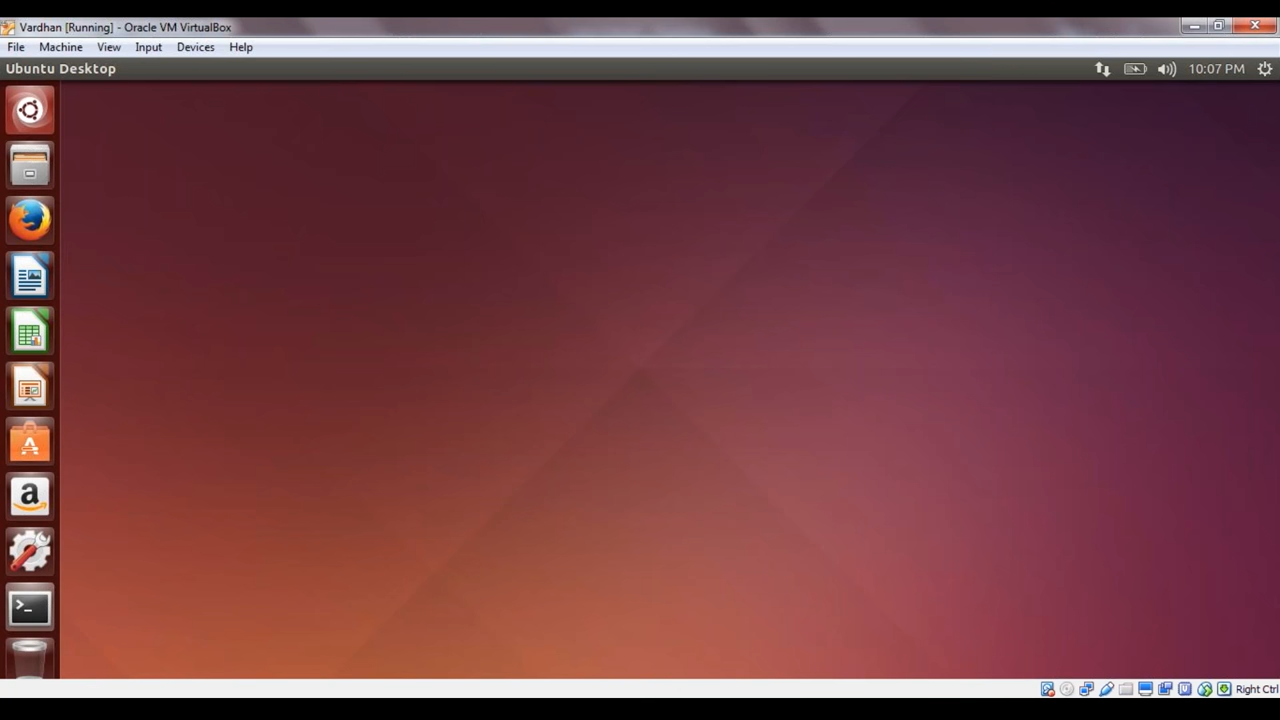 Vardhan [Running] - Oracle VM VirtualBox
File Machine View Input Devices Help
Ubuntu Desktop 10:07 PM
Right Ctrl